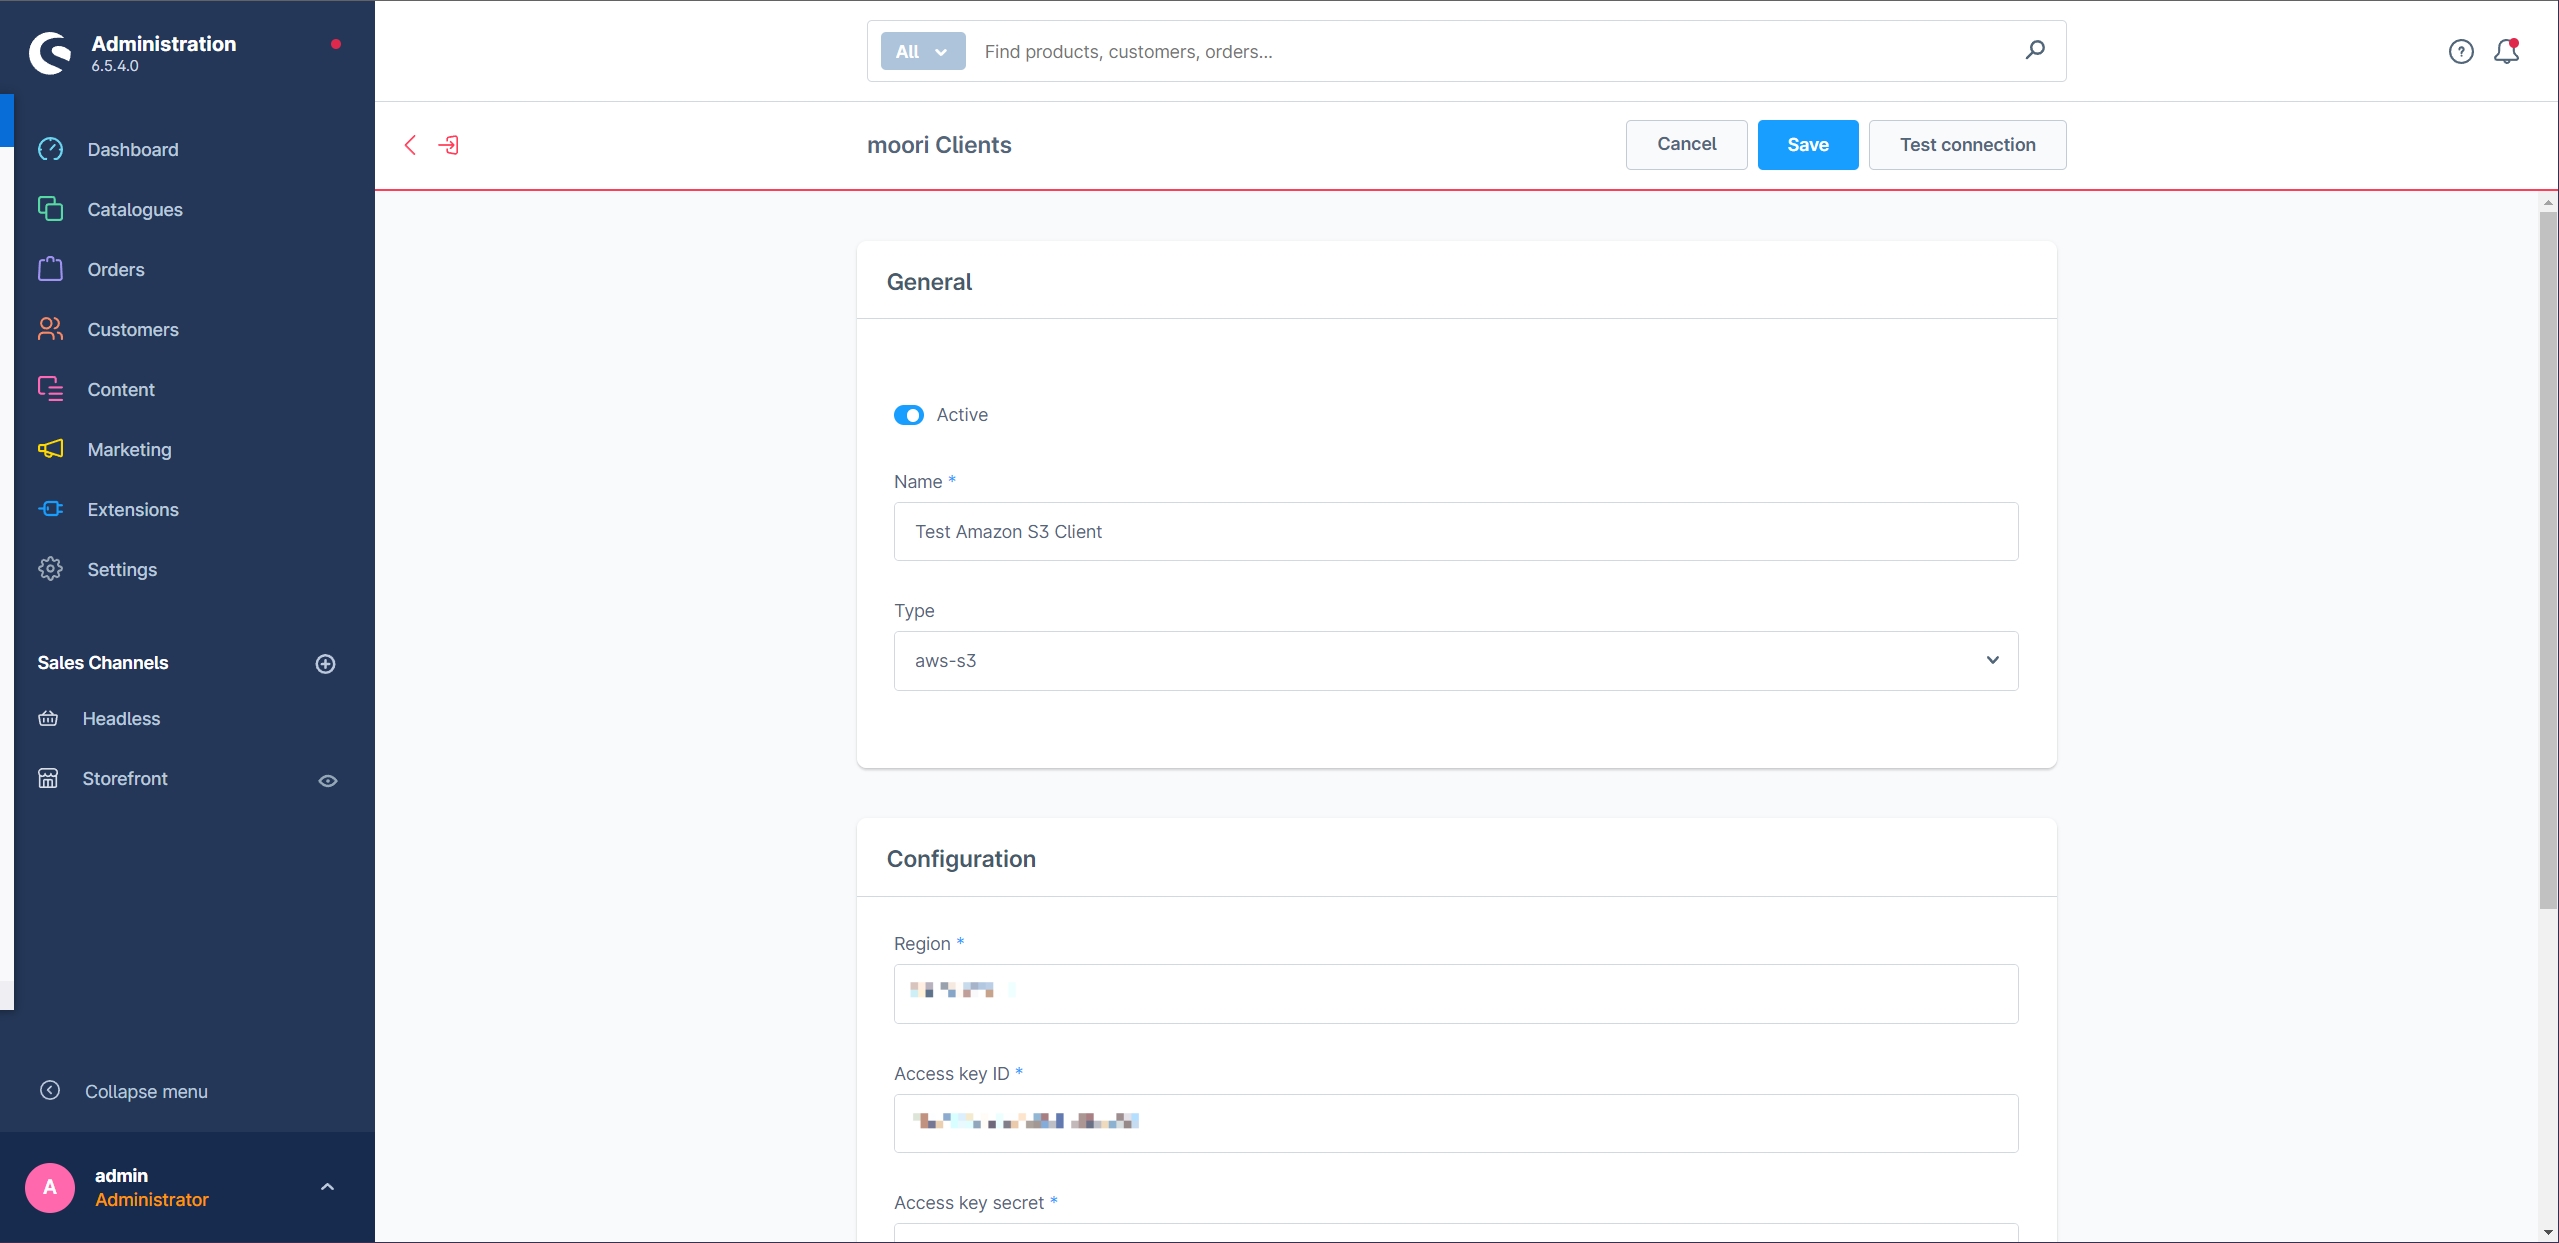 Administration
6.5.4.0
Dashboard
Catalogues
Orders
Customers
Content
Marketing
Extensions
Settings
Sales Channels
Headless
Storefront
Collapse menu
A
admin
Administrator
All
Find products, customers, orders...
moori Clients
Cancel
Save
Test connection
General
Active
Name *
Test Amazon S3 Client
Type
aws-s3
Configuration
Region *
Access key ID *
Access key secret *